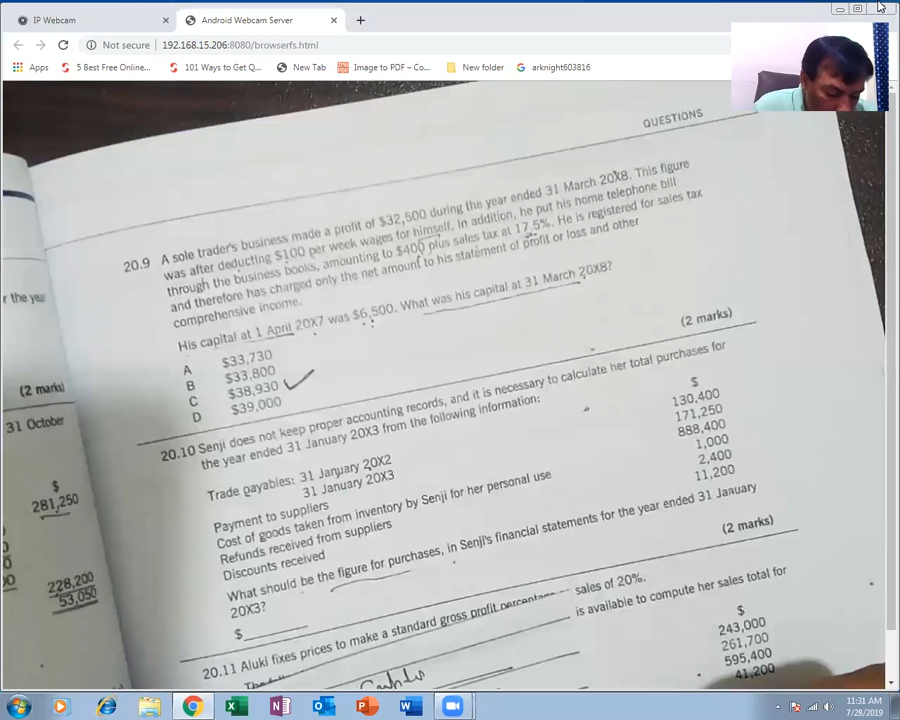 IP Webcam
Android Webcam Server
Not secure
192.168.15.206:8080/browserfs.html
Apps
5 Best Free Online...
101 Ways to Get Q...
New Tab
Image to PDF – Co...
New folder
arknight603816
QUESTIONS
20.9 A sole trader's business made a profit of $32,500 during the year ended 31 March 20X8. This figure
was after deducting $100 per week wages for himself. In addition, he put his home telephone bill
through the business books, amounting to $400 plus sales tax at 17.5%. He is registered for sales tax
and therefore has charged only the net amount to his statement of profit or loss and other
comprehensive income.
His capital at 1 April 20X7 was $6,500. What was his capital at 31 March 20X8?
A $33,730
B $33,800
C $38,930
D $39,000
(2 marks)
20.10 Senji does not keep proper accounting records, and it is necessary to calculate her total purchases for
the year ended 31 January 20X3 from the following information:
$
Trade payables: 31 January 20X2 130,400
31 January 20X3 171,250
Payment to suppliers 888,400
Cost of goods taken from inventory by Senji for her personal use 1,000
Refunds received from suppliers 2,400
Discounts received 11,200
What should be the figure for purchases, in Senji's financial statements for the year ended 31 January
20X3?
(2 marks)
$
20.11 Aluki fixes prices to make a standard gross profit percentage sales of 20%.
is available to compute her sales total for
$
243,000
261,700
595,400
41,200
r the yea
(2 mark)
31 October
$
281,250
228,200
53,050
11:31 AM
7/28/2019